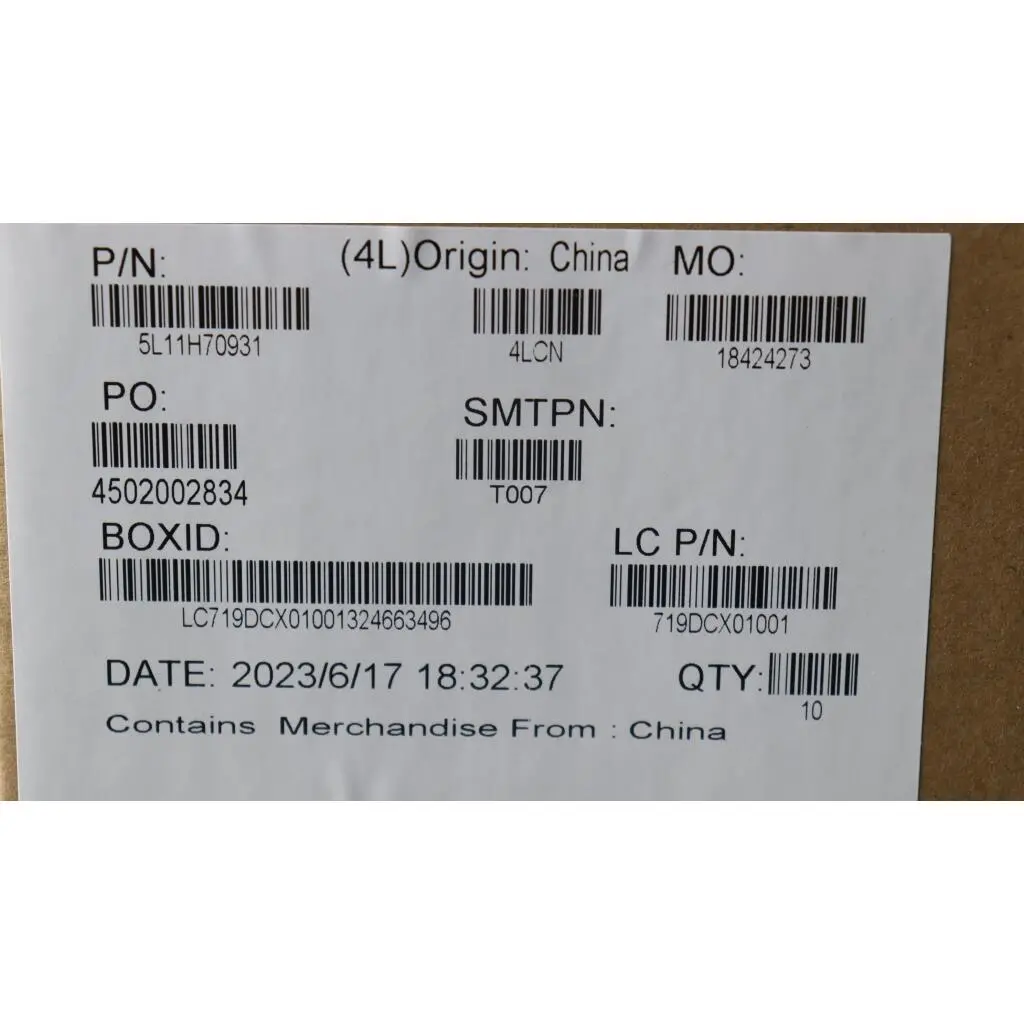 P/N: (4L)Origin: China MO:
5L11H70931 4LCN 18424273
PO: SMTPN:
4502002834 T007
BOXID: LC P/N:
LC719DCX01001324663496 719DCX01001
DATE: 2023/6/17 18:32:37 QTY:
10
Contains Merchandise From : China